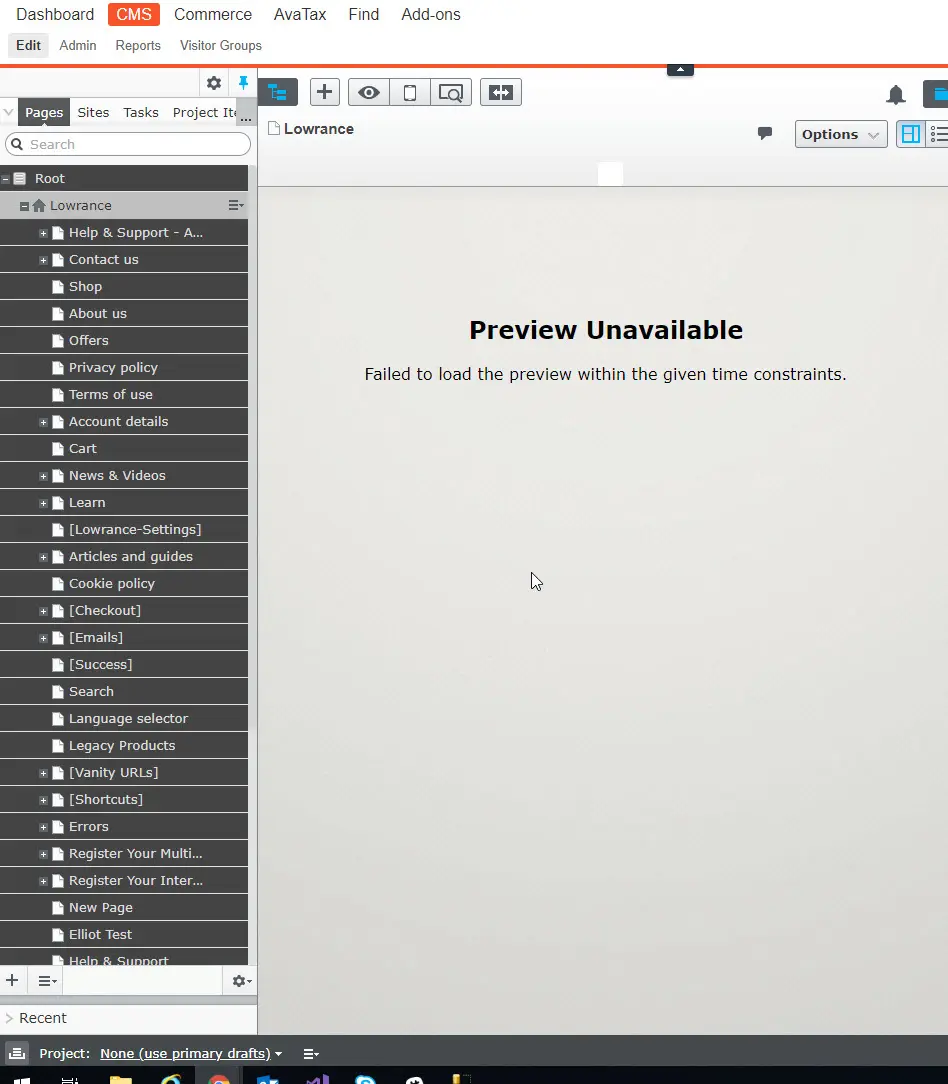 Dashboard CMS Commerce AvaTax Find Add-ons
Edit Admin Reports Visitor Groups
Pages Sites Tasks Project Ite ...
Search
Root
Lowrance
Help & Support - A...
Contact us
Shop
About us
Offers
Privacy policy
Terms of use
Account details
Cart
News & Videos
Learn
[Lowrance-Settings]
Articles and guides
Cookie policy
[Checkout]
[Emails]
[Success]
Search
Language selector
Legacy Products
[Vanity URLs]
[Shortcuts]
Errors
Register Your Multi...
Register Your Inter...
New Page
Elliot Test
Help & Support
Recent
Lowrance
Options
Preview Unavailable
Failed to load the preview within the given time constraints.
Project: None (use primary drafts)